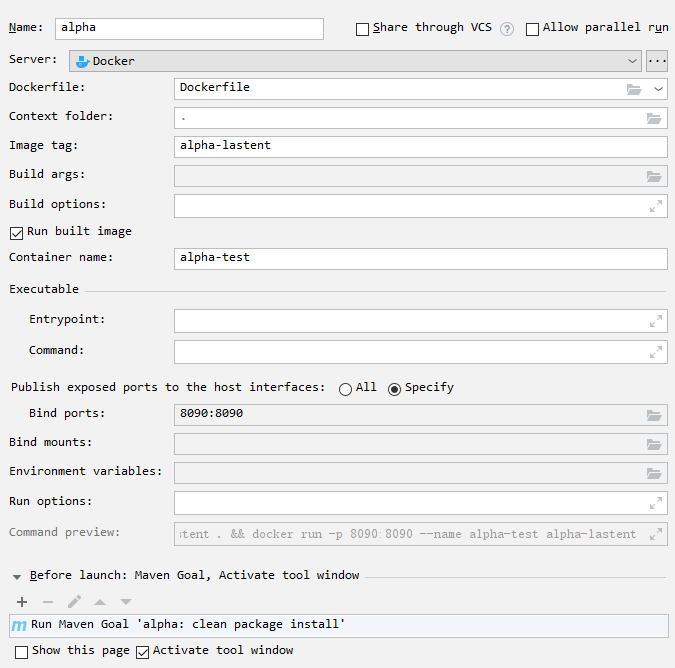 Name: alpha Share through VCS ? Allow parallel run
Server: Docker ...
Dockerfile: Dockerfile
Context folder: .
Image tag: alpha-lastent
Build args:
Build options:
Run built image
Container name: alpha-test
Executable
Entrypoint:
Command:
Publish exposed ports to the host interfaces: All Specify
Bind ports: 8090:8090
Bind mounts:
Environment variables:
Run options:
Command preview: tent . && docker run -p 8090:8090 --name alpha-test alpha-lastent
Before launch: Maven Goal, Activate tool window
m Run Maven Goal 'alpha: clean package install'
Show this page Activate tool window